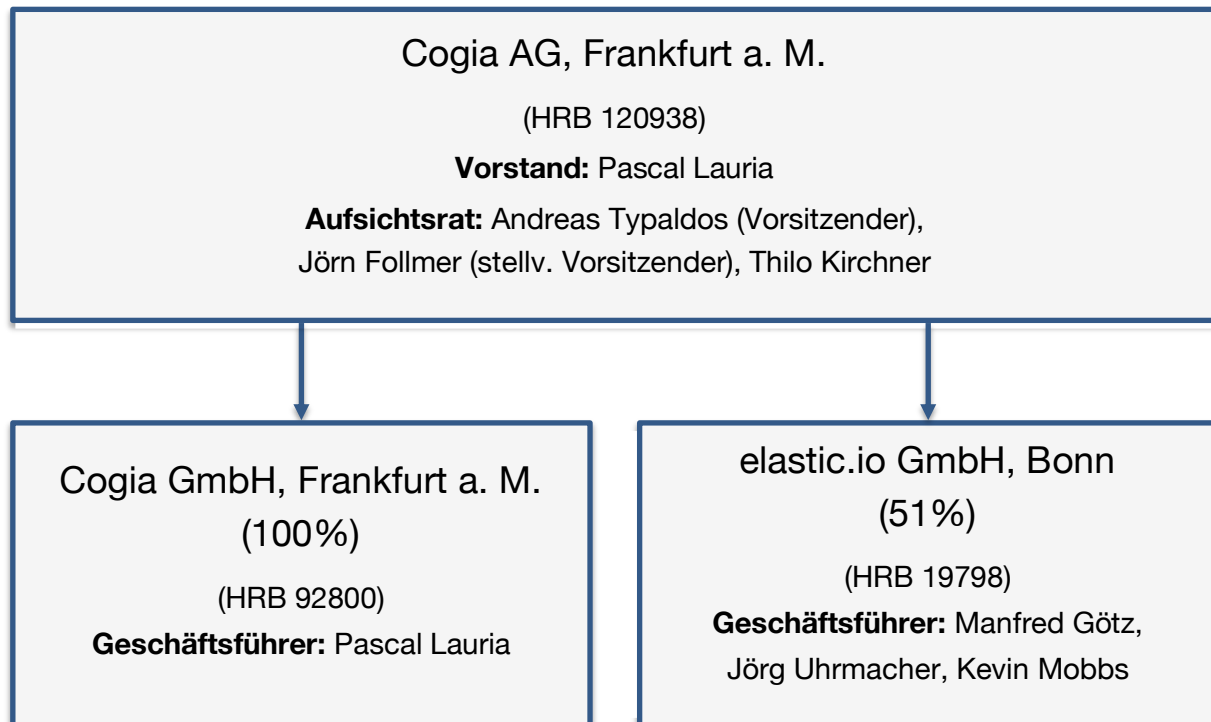 Cogia AG, Frankfurt a. M.
(HRB 120938)
Vorstand: Pascal Lauria
Aufsichtsrat: Andreas Typaldos (Vorsitzender),
Jörn Follmer (stellv. Vorsitzender), Thilo Kirchner
Cogia GmbH, Frankfurt a. M.
(100%)
(HRB 92800)
Geschäftsführer: Pascal Lauria
elastic.io GmbH, Bonn
(51%)
(HRB 19798)
Geschäftsführer: Manfred Götz,
Jörg Uhrmacher, Kevin Mobbs